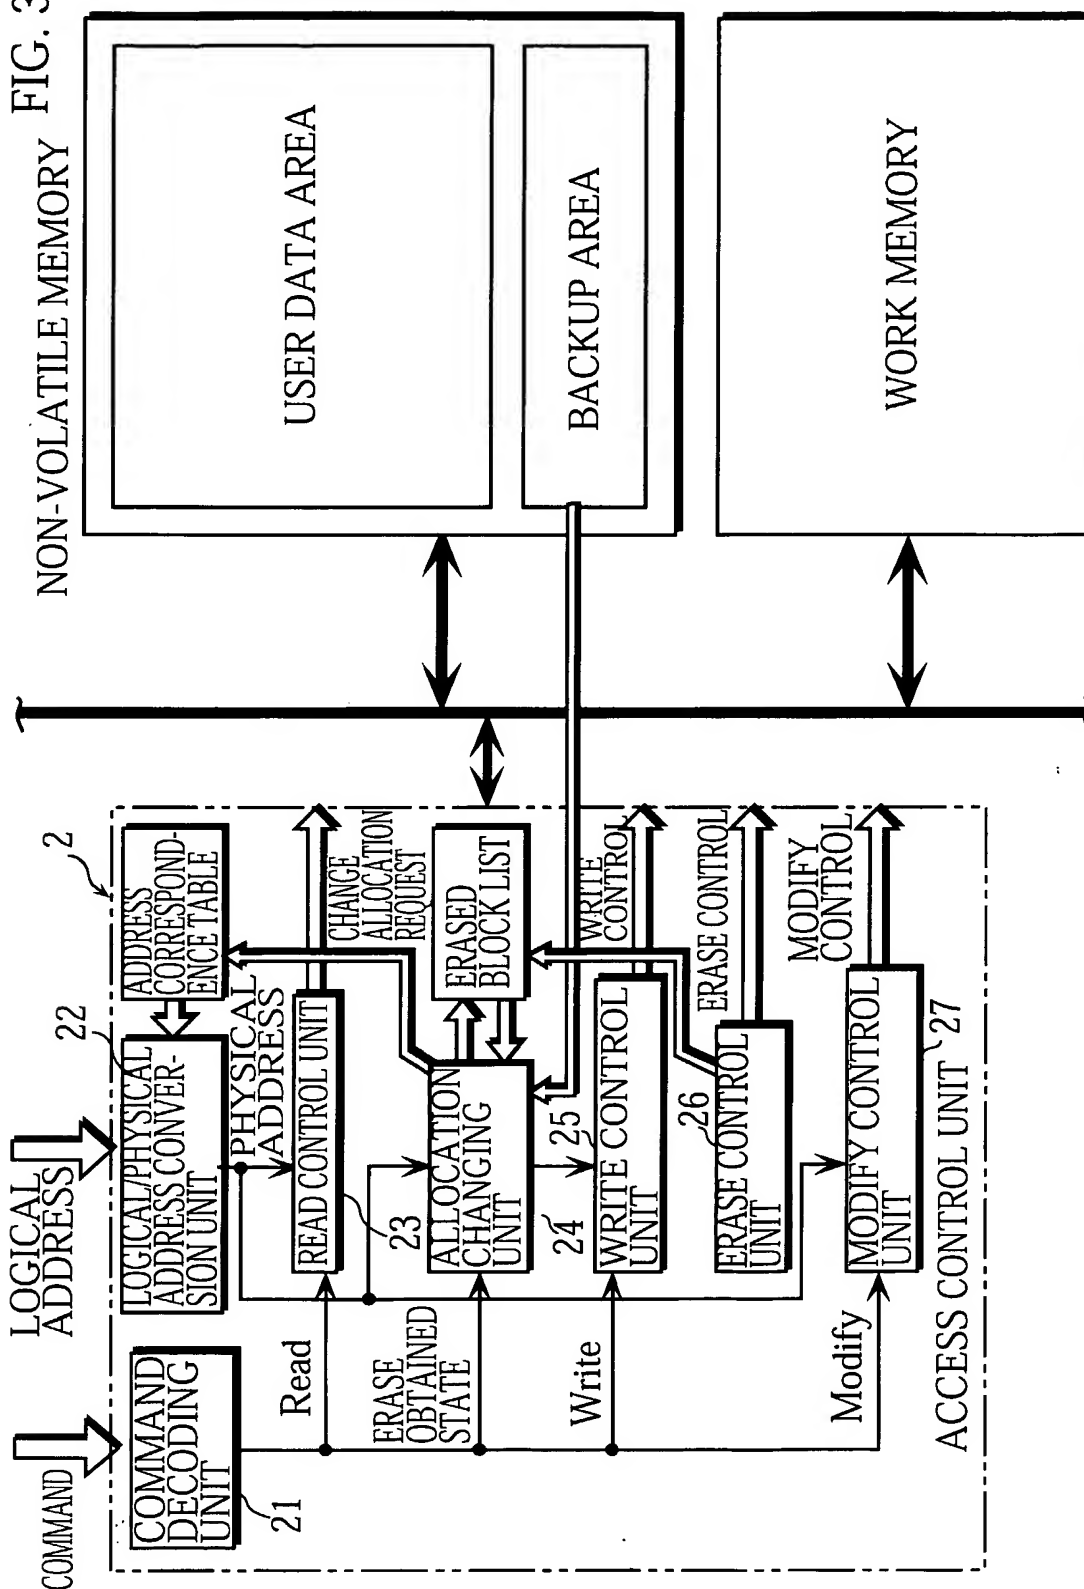 FIG. 3
NON-VOLATILE MEMORY
USER DATA AREA
BACKUP AREA
WORK MEMORY
2
ADDRESS
CORRESPOND-
ENCE TABLE
CHANGE
ALLOCATION
REQUEST
ERASED
BLOCK LIST
WRITE
CONTROL
ERASE CONTROL
MODIFY
CONTROL
LOGICAL
ADDRESS
22
LOGICAL/PHYSICAL
ADDRESS CONVER-
SION UNIT
PHYSICAL
ADDRESS
READ CONTROL UNIT
23
ALLOCATION
CHANGING
UNIT
24
25
WRITE CONTROL
UNIT
26
ERASE CONTROL
UNIT
MODIFY CONTROL
UNIT
27
COMMAND
COMMAND
DECODING
UNIT
21
Read
ERASE
OBTAINED
STATE
Write
Modify
ACCESS CONTROL UNIT